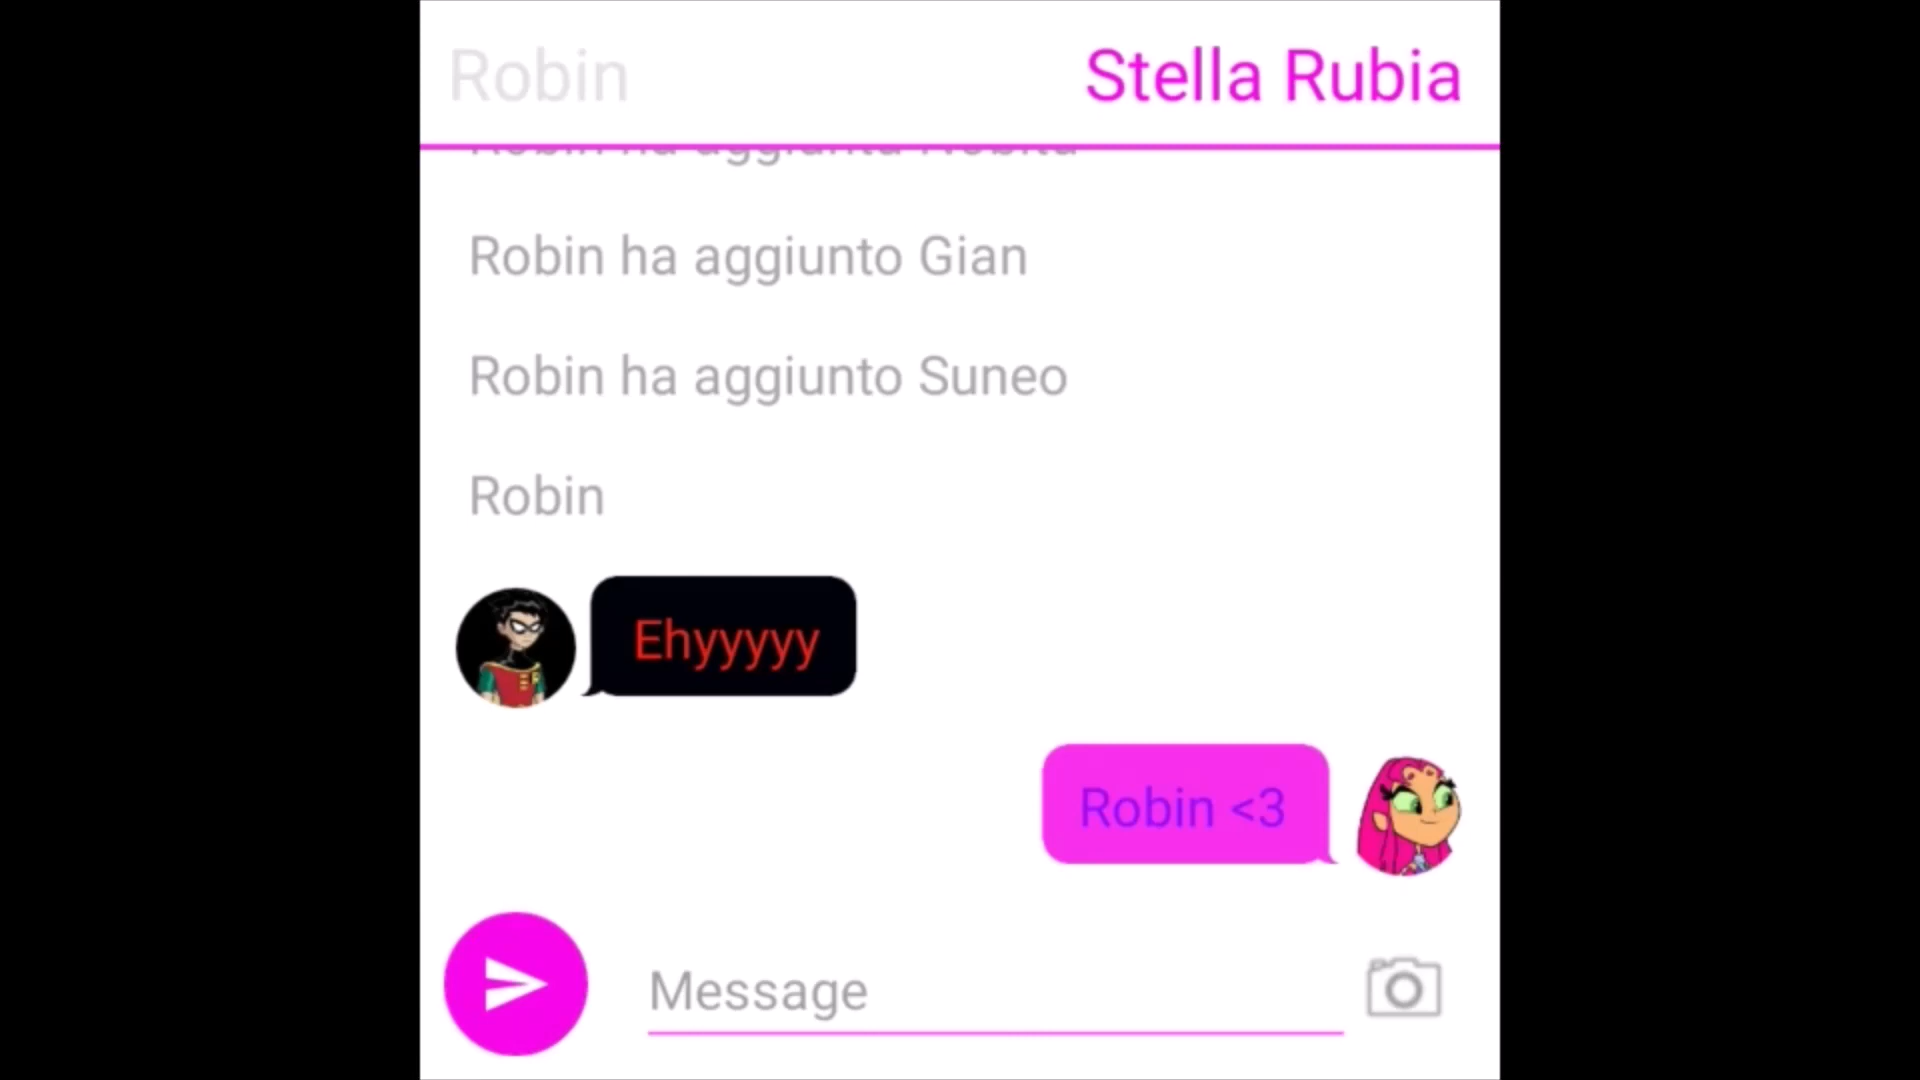 Robin
Stella Rubia
Robin ha aggiunto Gian
Robin ha aggiunto Suneo
Robin
Ehyyyyy
Robin <3
Message